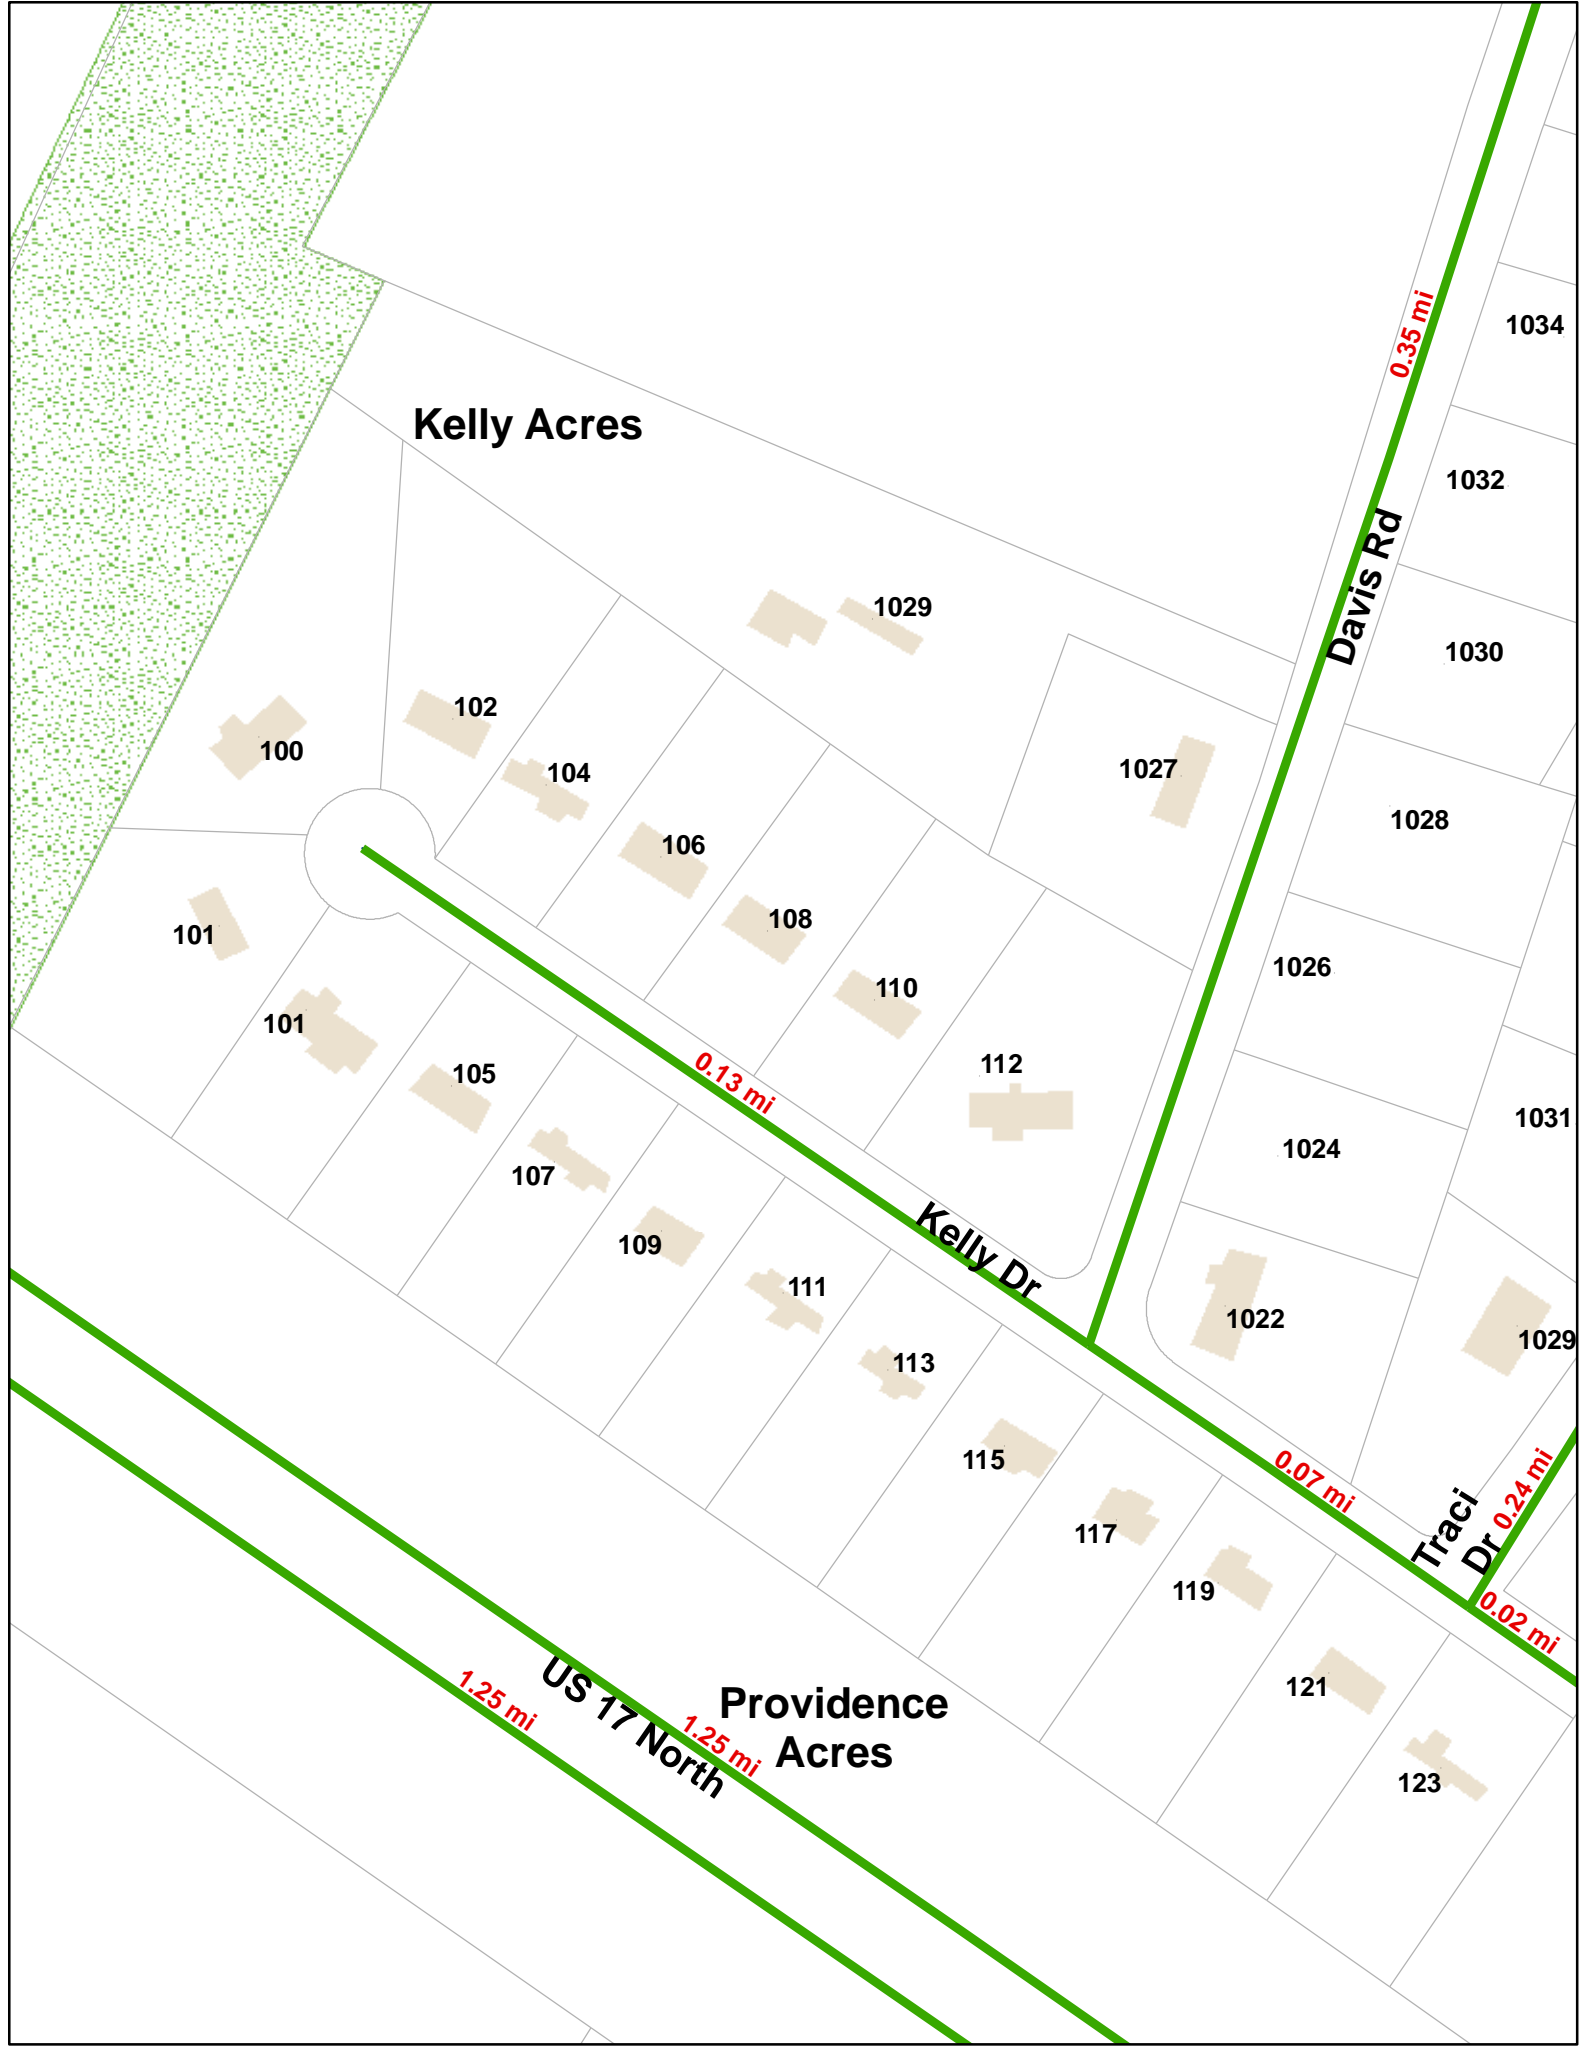 0.35 mi
1034
Kelly Acres
1032
Davis Rd
1029
1030
102
100
104
1027
1028
106
108
101
1026
110
101
112
105
0.13 mi
1031
1024
107
109
Kelly Dr
111
1022
1029
113
115
0.07 mi
0.24 mi
117
Traci
Dr
119
0.02 mi
121
US 17 North
1.25 mi
1.25 mi
Providence
Acres
123